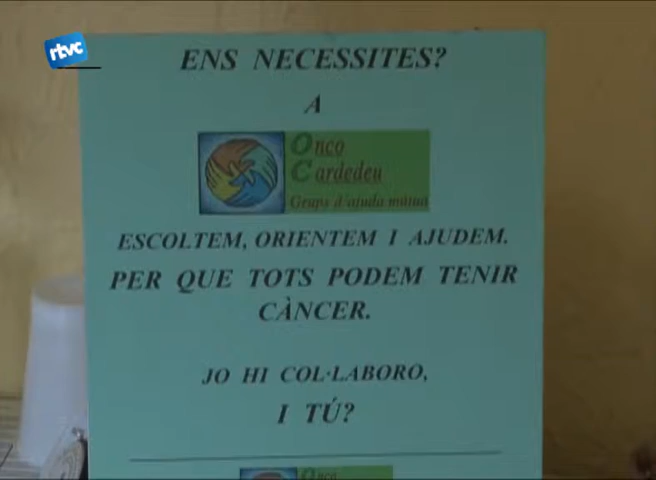 rtvc
ENS NECESSITES?
A
Onco
Cardedeu
Grups d'ajuda mútua
ESCOLTEM, ORIENTEM I AJUDEM.
PER QUE TOTS PODEM TENIR
CÀNCER.
JO HI COL·LABORO,
I TÚ?
Onco